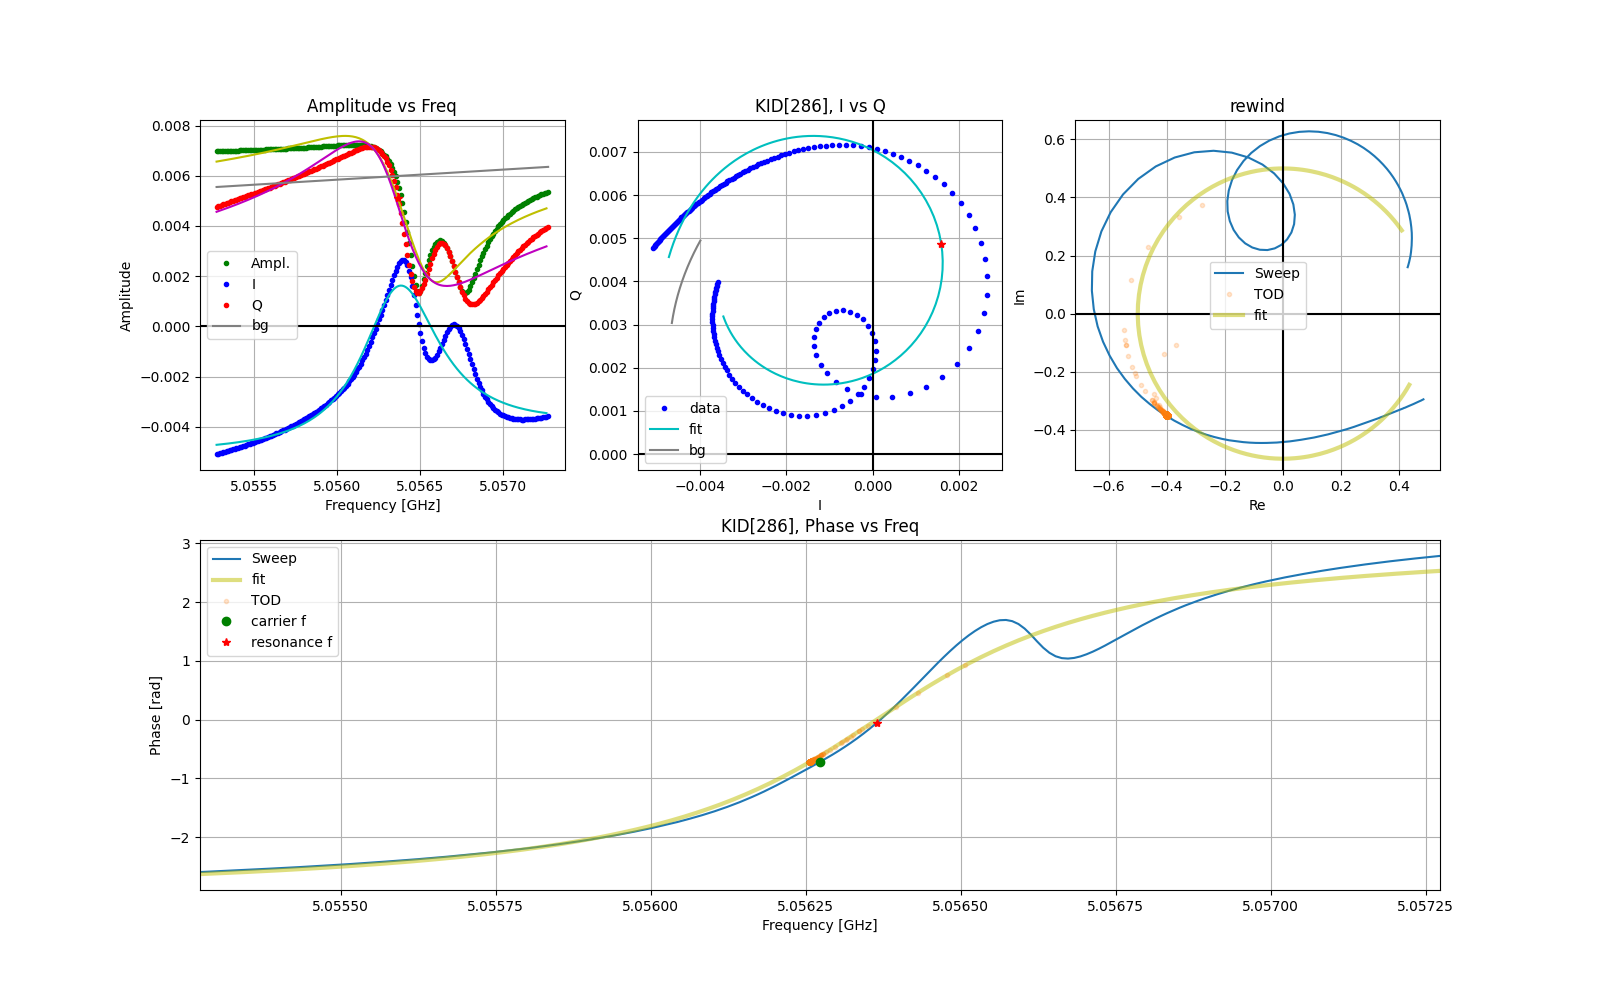 Amplitude vs Freq
0.008
0.006
0.004
0.002
0.000
−0.002
−0.004
Amplitude
Ampl.
I
Q
bg
5.0555
5.0560
5.0565
5.0570
Frequency [GHz]
KID[286], I vs Q
0.007
0.006
0.005
0.004
0.003
0.002
0.001
0.000
Q
data
fit
bg
−0.004
−0.002
0.000
0.002
I
rewind
0.6
0.4
0.2
0.0
−0.2
−0.4
Im
Sweep
TOD
fit
−0.6
−0.4
−0.2
0.0
0.2
0.4
Re
KID[286], Phase vs Freq
3
2
1
0
−1
−2
Phase [rad]
Sweep
fit
TOD
carrier f
resonance f
5.05550
5.05575
5.05600
5.05625
5.05650
5.05675
5.05700
5.05725
Frequency [GHz]